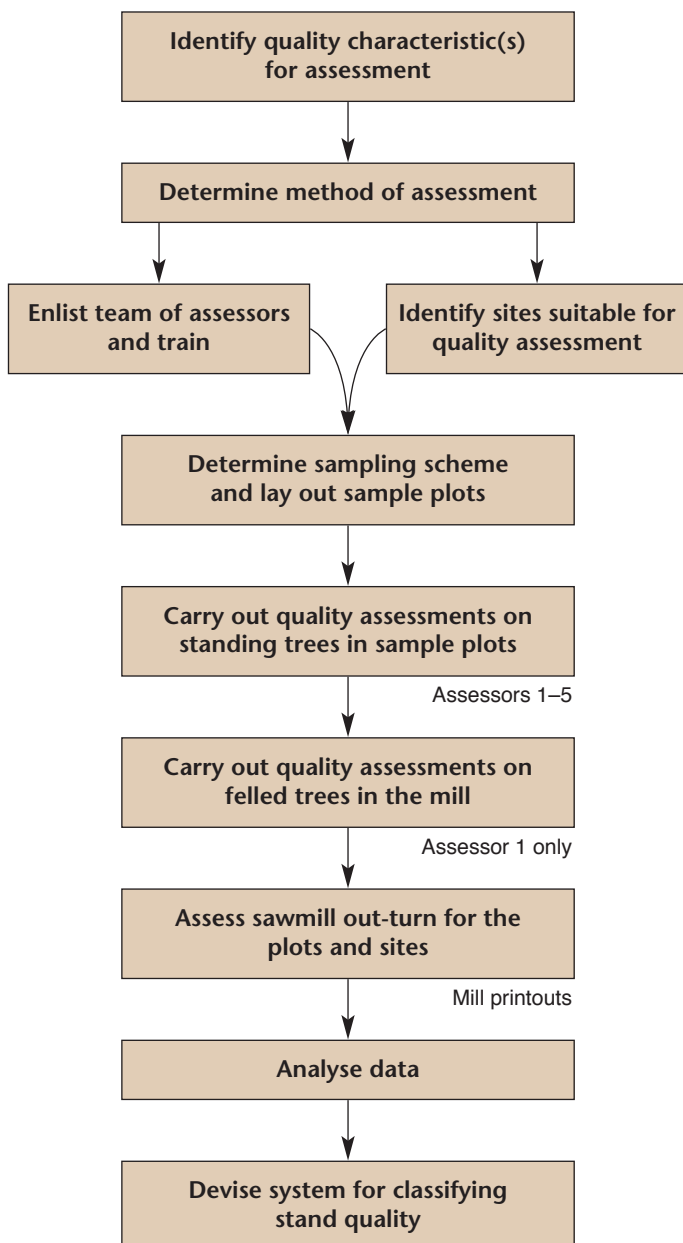 Identify quality characteristic(s)
for assessment
Determine method of assessment
Enlist team of assessors
and train
Identify sites suitable for
quality assessment
Determine sampling scheme
and lay out sample plots
Carry out quality assessments on
standing trees in sample plots
Assessors 1–5
Carry out quality assessments on
felled trees in the mill
Assessor 1 only
Assess sawmill out-turn for the
plots and sites
Mill printouts
Analyse data
Devise system for classifying
stand quality